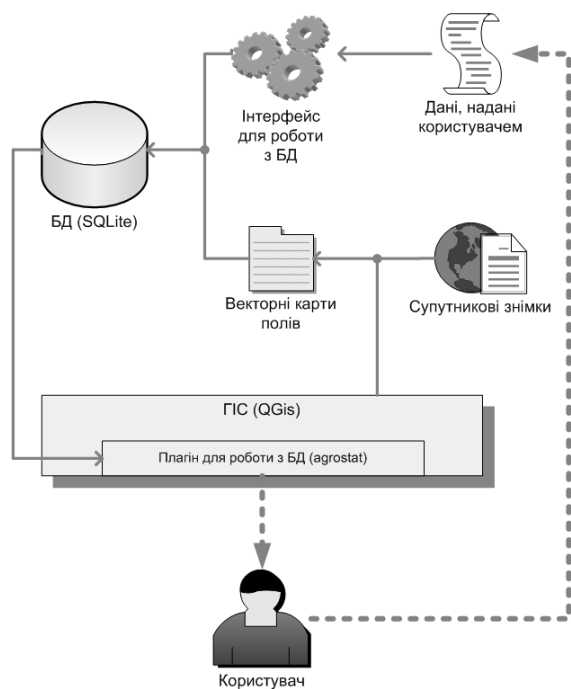 Інтерфейс
для роботи
з БД
Дані, надані
користувачем
БД (SQLite)
Векторні карти
полів
Супутникові знімки
ГІС (QGis)
Плагін для роботи з БД (agrostat)
Користувач